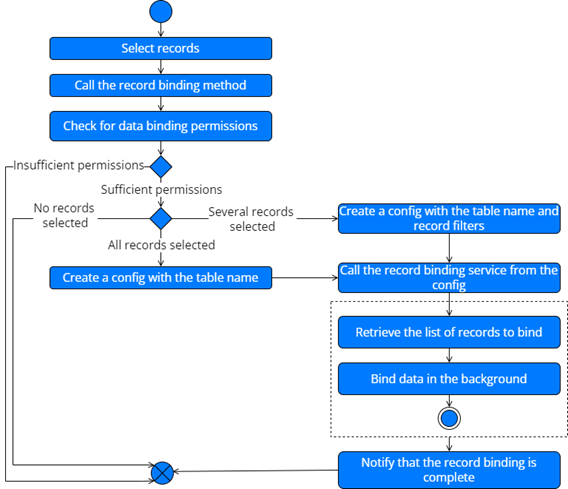 Select records
Call the record binding method
Check for data binding permissions
Insufficient permissions
Sufficient permissions
No records
selected
Several records
selected
All records selected
Create a config with the table name and
record filters
Create a config with the table name
Call the record binding service from the
config
Retrieve the list of records to bind
Bind data in the background
Notify that the record binding is
complete